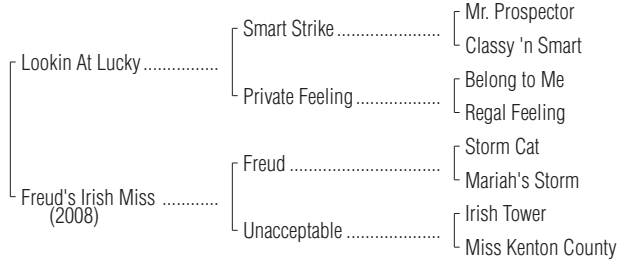 Mr. Prospector
Smart Strike ....................
Classy 'n Smart
Lookin At Lucky ................
Belong to Me
Private Feeling .................
Regal Feeling
Storm Cat
Freud ..............................
Mariah's Storm
Freud's Irish Miss ............
(2008)
Irish Tower
Unacceptable ...................
Miss Kenton County